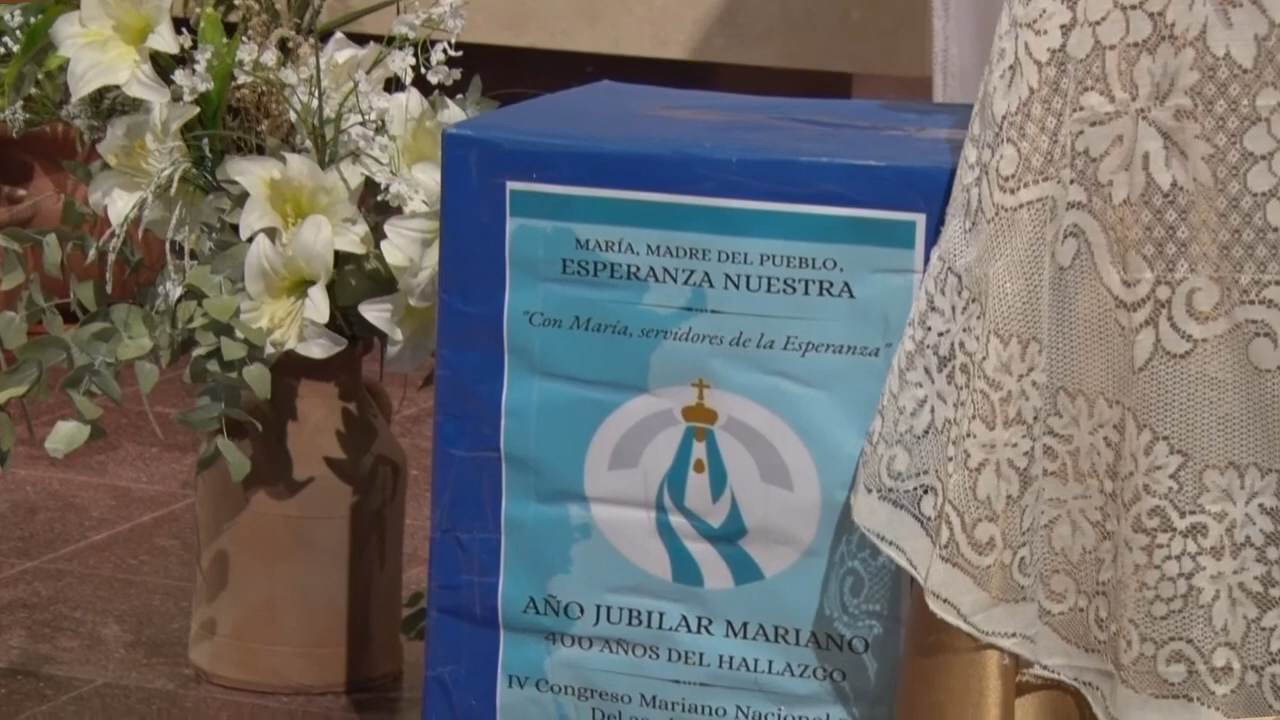 MARÍA, MADRE DEL PUEBLO,
ESPERANZA NUESTRA
"Con María, servidores de la Esperanza"
AÑO JUBILAR MARIANO
400 AÑOS DEL HALLAZGO
IV Congreso Mariano Nacional
Del